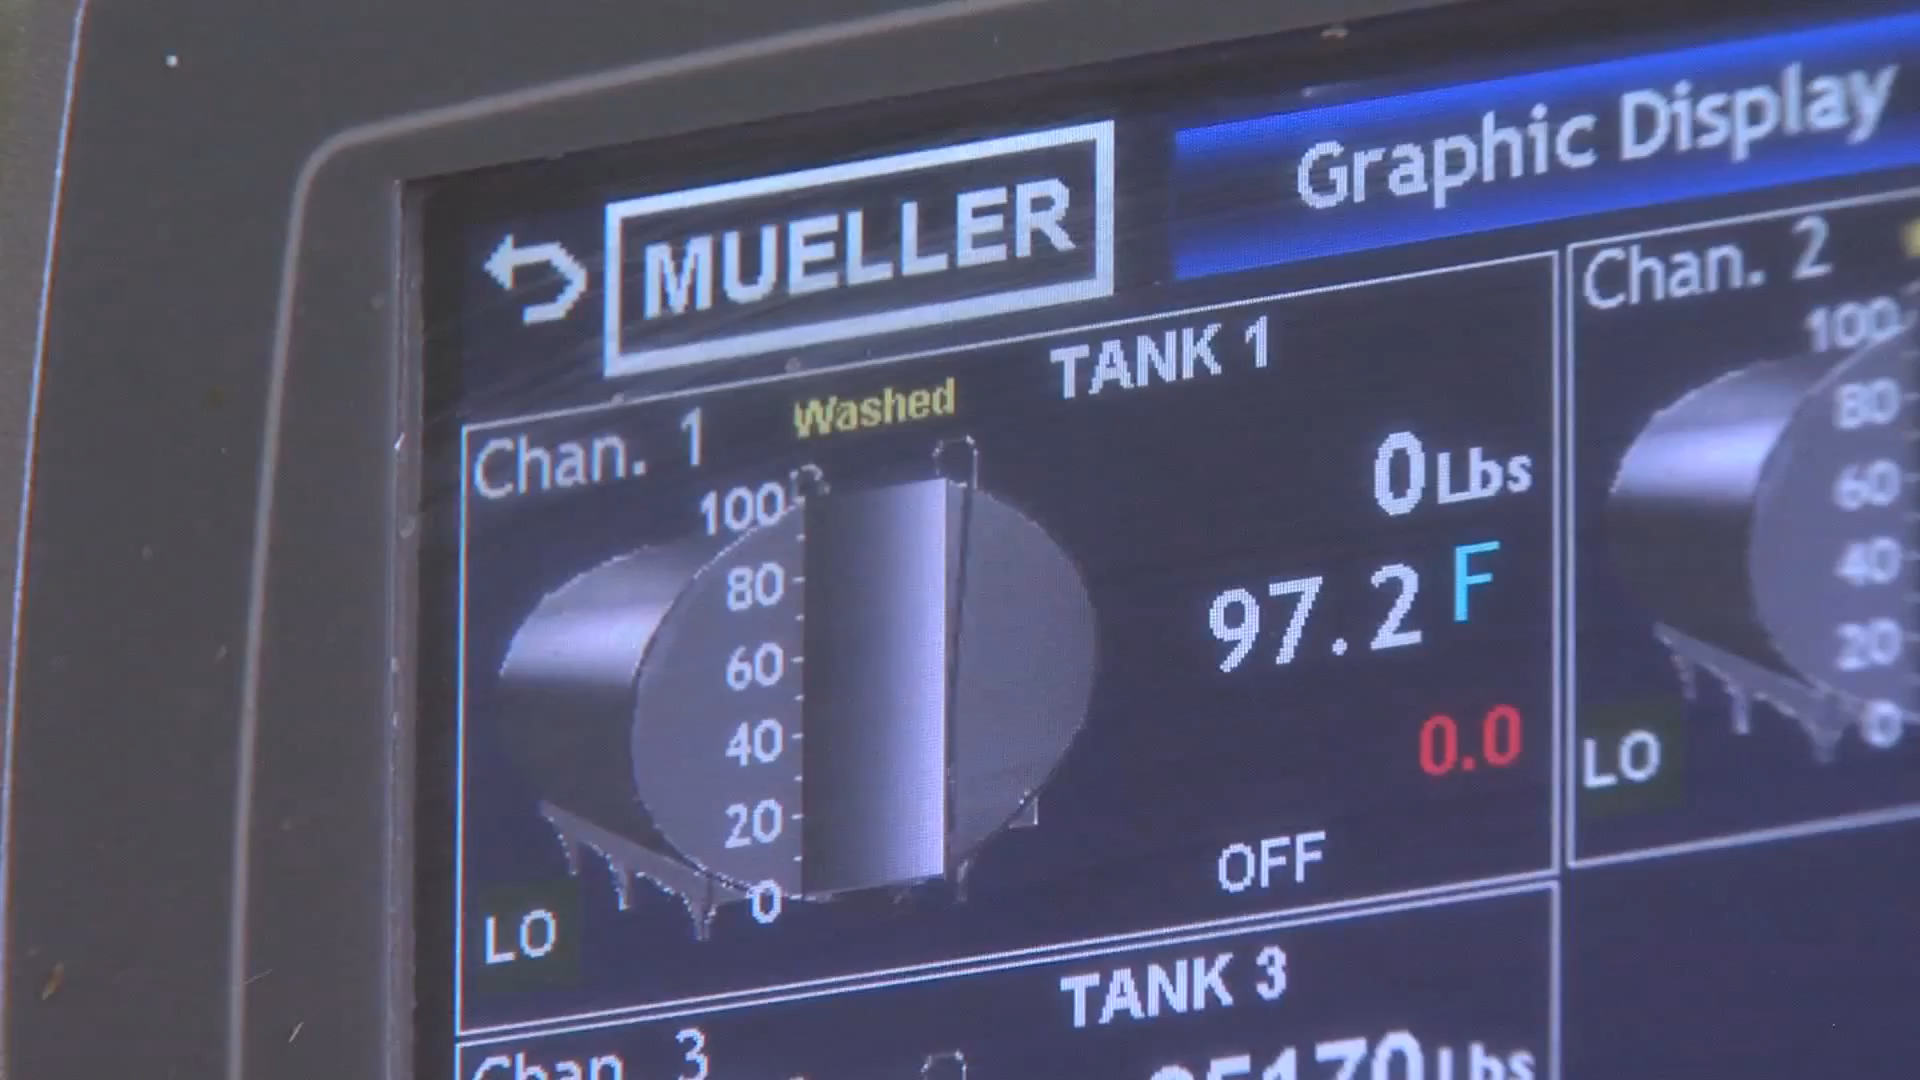 MUELLER
Graphic Display
TANK 1
Chan. 1
Washed
100
80
60
40
20
0
0 Lbs
97.2 F
0.0
OFF
LO
Chan. 2
100
80
60
40
20
0
LO
TANK 3
Chan. 3
Lbs